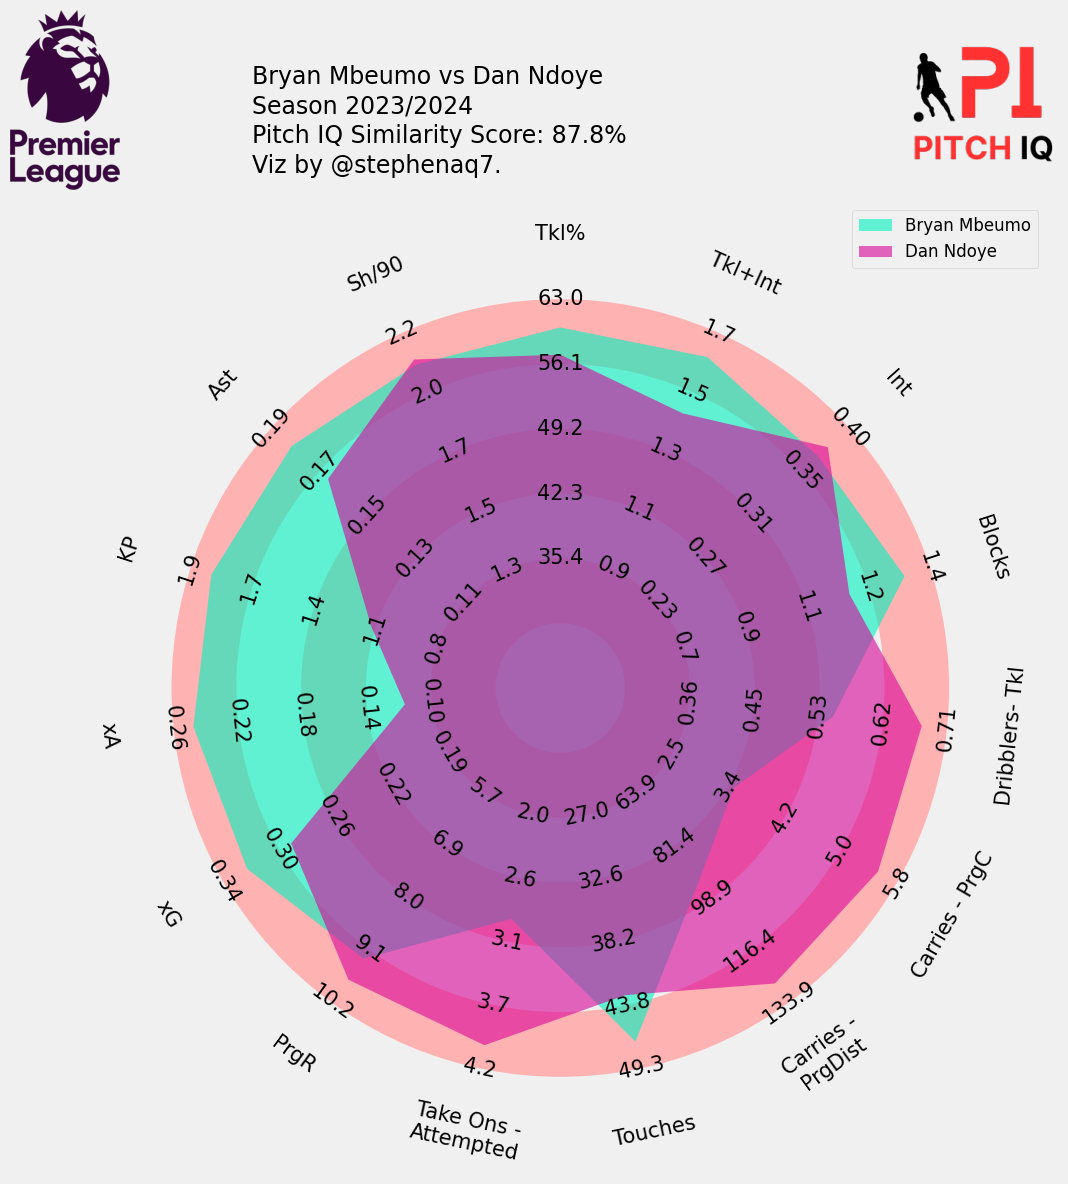 Bryan Mbeumo vs Dan Ndoye
Season 2023/2024
Pitch IQ Similarity Score: 87.8%
Viz by @stephenaq7.
Premier
League
PI
PITCH IQ
Bryan Mbeumo
Dan Ndoye
Tkl%
35.4
42.3
49.2
56.1
63.0
Tkl+Int
0.9
1.1
1.3
1.5
1.7
Int
0.23
0.27
0.31
0.35
0.40
Blocks
0.7
0.9
1.1
1.2
1.4
Dribblers- Tkl
0.36
0.45
0.53
0.62
0.71
Carries - PrgC
2.5
3.4
4.2
5.0
5.8
Carries -
PrgDist
63.9
81.4
98.9
116.4
133.9
Touches
27.0
32.6
38.2
43.8
49.3
Take Ons -
Attempted
2.0
2.6
3.1
3.7
4.2
PrgR
5.7
6.9
8.0
9.1
10.2
xG
0.19
0.22
0.26
0.30
0.34
xA
0.10
0.14
0.18
0.22
0.26
KP
0.8
1.1
1.4
1.7
1.9
Ast
0.11
0.13
0.15
0.17
0.19
Sh/90
1.3
1.5
1.7
2.0
2.2